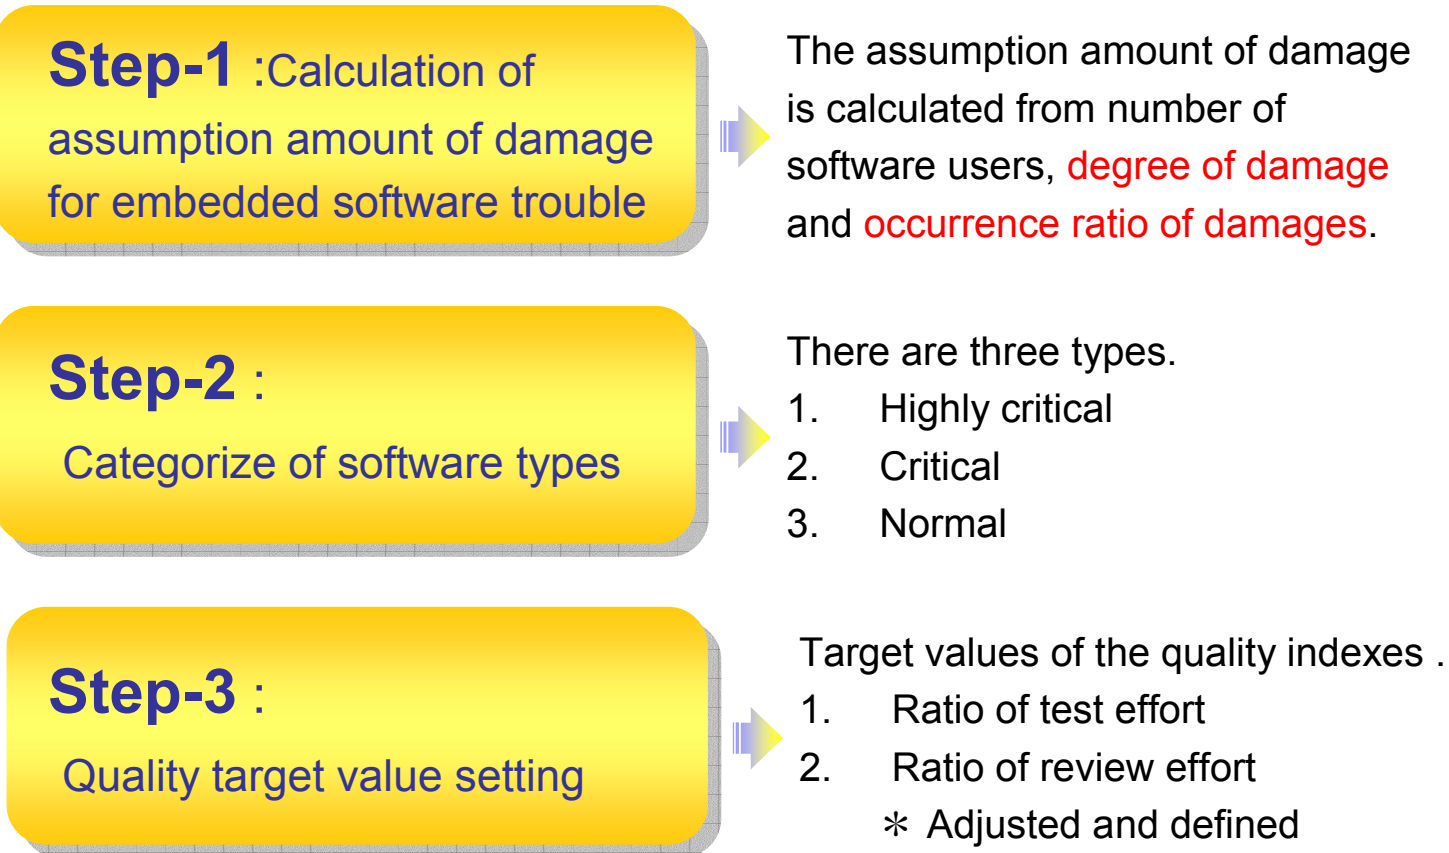 Step-1 :Calculation of
assumption amount of damage
for embedded software trouble
The assumption amount of damage
is calculated from number of
software users, degree of damage
and occurrence ratio of damages.
Step-2 :
Categorize of software types
There are three types.
1. Highly critical
2. Critical
3. Normal
Step-3 :
Quality target value setting
Target values of the quality indexes .
1. Ratio of test effort
2. Ratio of review effort
＊ Adjusted and defined